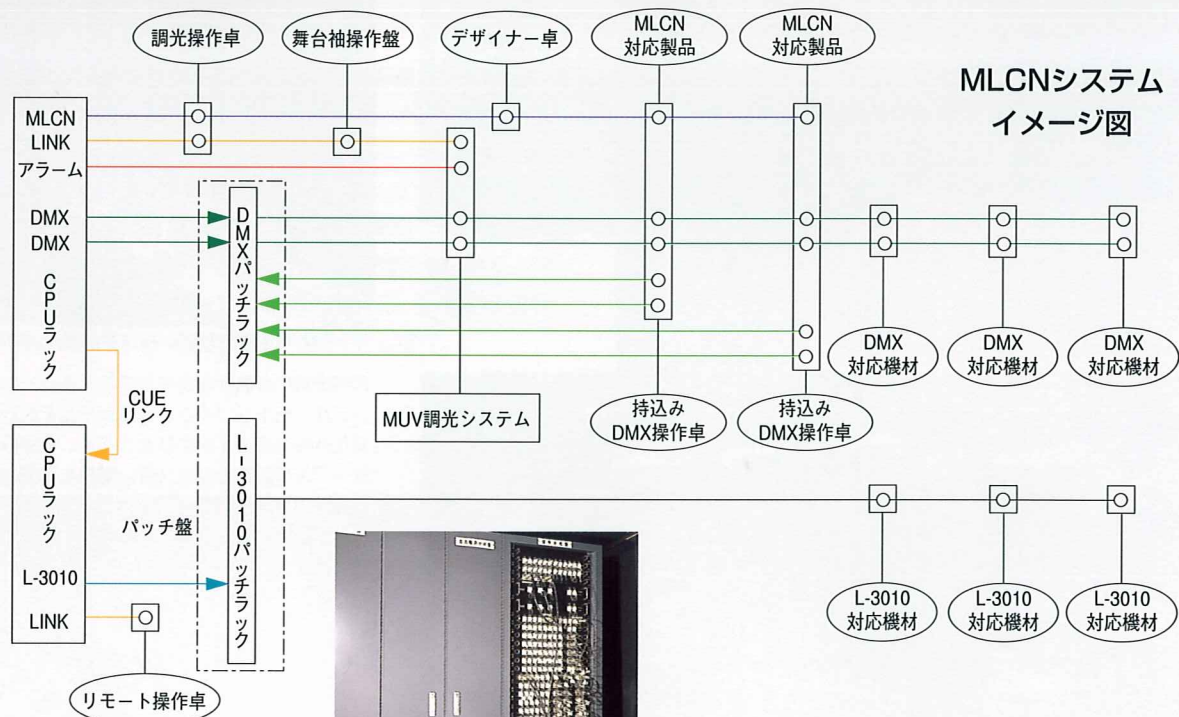 調光操作卓
舞台袖操作盤
デザイナー卓
MLCN
対応製品
MLCN
対応製品
MLCNシステム
イメージ図
MLCN
LINK
アラーム
DMX
DMX
CPUラック
DMXパッチラック
CUE
リンク
MUV調光システム
持込み
DMX操作卓
持込み
DMX操作卓
DMX
対応機材
DMX
対応機材
DMX
対応機材
CPUラック
パッチ盤
L-3010パッチラック
L-3010
LINK
リモート操作卓
L-3010
対応機材
L-3010
対応機材
L-3010
対応機材